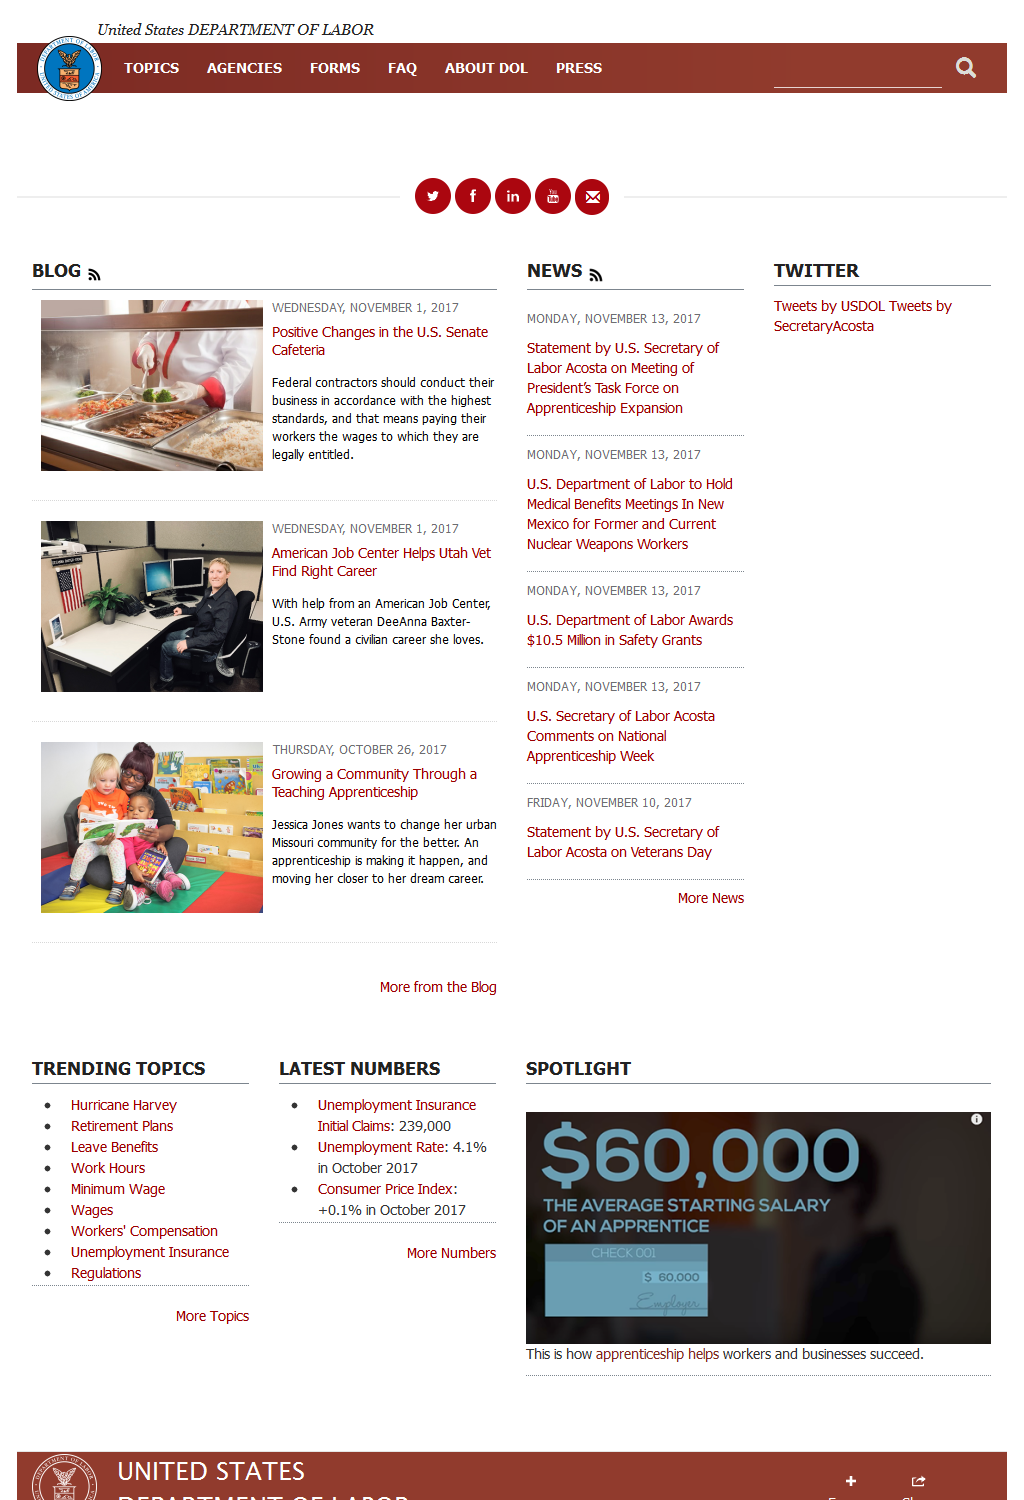 United States DEPARTMENT OF LABOR
TOPICS AGENCIES FORMS FAQ ABOUT DOL PRESS
BLOG
WEDNESDAY, NOVEMBER 1, 2017
Positive Changes in the U.S. Senate
Cafeteria
Federal contractors should conduct their
business in accordance with the highest
standards, and that means paying their
workers the wages to which they are
legally entitled.
WEDNESDAY, NOVEMBER 1, 2017
American Job Center Helps Utah Vet
Find Right Career
With help from an American Job Center,
U.S. Army veteran DeeAnna Baxter-
Stone found a civilian career she loves.
THURSDAY, OCTOBER 26, 2017
Growing a Community Through a
Teaching Apprenticeship
Jessica Jones wants to change her urban
Missouri community for the better. An
apprenticeship is making it happen, and
moving her closer to her dream career.
More from the Blog
NEWS
MONDAY, NOVEMBER 13, 2017
Statement by U.S. Secretary of
Labor Acosta on Meeting of
President's Task Force on
Apprenticeship Expansion
MONDAY, NOVEMBER 13, 2017
U.S. Department of Labor to Hold
Medical Benefits Meetings In New
Mexico for Former and Current
Nuclear Weapons Workers
MONDAY, NOVEMBER 13, 2017
U.S. Department of Labor Awards
$10.5 Million in Safety Grants
MONDAY, NOVEMBER 13, 2017
U.S. Secretary of Labor Acosta
Comments on National
Apprenticeship Week
FRIDAY, NOVEMBER 10, 2017
Statement by U.S. Secretary of
Labor Acosta on Veterans Day
More News
TWITTER
Tweets by USDOL Tweets by
SecretaryAcosta
TRENDING TOPICS
Hurricane Harvey
Retirement Plans
Leave Benefits
Work Hours
Minimum Wage
Wages
Workers' Compensation
Unemployment Insurance
Regulations
More Topics
LATEST NUMBERS
Unemployment Insurance
Initial Claims: 239,000
Unemployment Rate: 4.1%
in October 2017
Consumer Price Index:
+0.1% in October 2017
More Numbers
SPOTLIGHT
$60,000
THE AVERAGE STARTING SALARY
OF AN APPRENTICE
CHECK 001
$ 60,000
Employer
This is how apprenticeship helps workers and businesses succeed.
UNITED STATES
DEPARTMENT OF LABOR